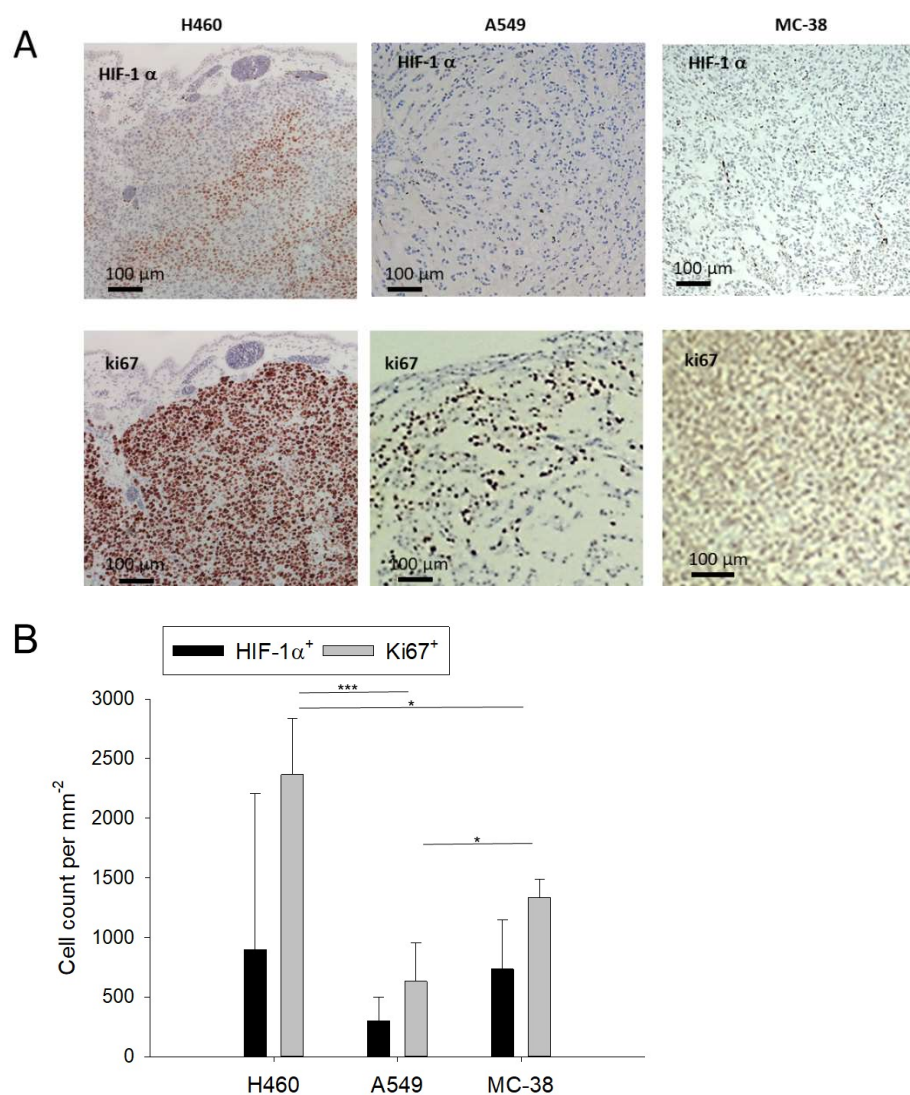 A
H460 A549 MC-38
HIF-1 α HIF-1 α HIF-1 α
100 µm 100 µm 100 µm
ki67 ki67 ki67
100 µm 100 µm 100 µm
B
HIF-1α⁺ Ki67⁺
***
*
*
3000
2500
2000
1500
1000
500
0
Cell count per mm⁻²
H460 A549 MC-38